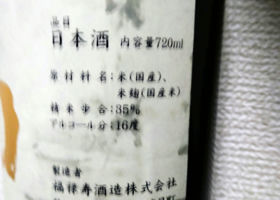 品目
日本酒 内容量720ml
原材料名:米(国産)、
米麹(国産米)
精米歩合:35%
アルコール分:16度
製造者
福禄寿酒造株式会社